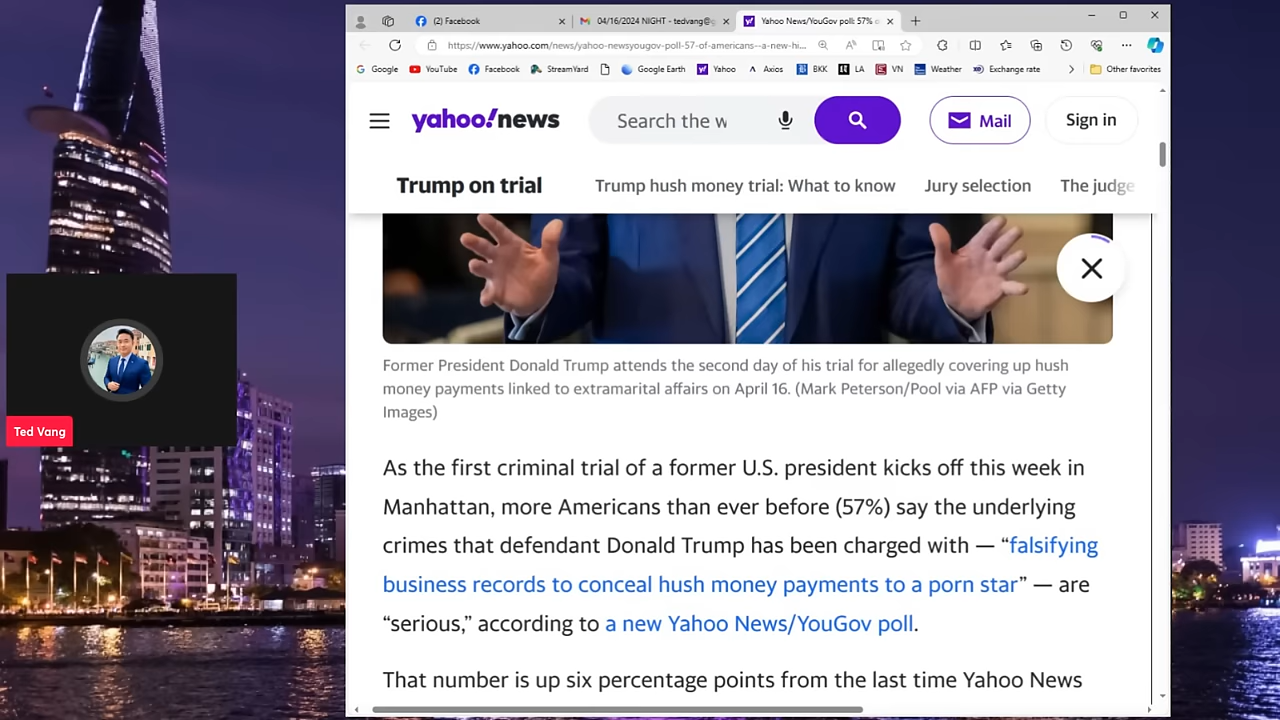 (2) Facebook
04/16/2024 NIGHT - tedvang@g
Yahoo News/YouGov poll: 57% o
https://www.yahoo.com/news/yahoo-newsyougov-poll-57-of-americans--a-new-hi...
Google YouTube Facebook StreamYard Google Earth Yahoo Axios BKK LA VN Weather Exchange rate Other favorites
yahoo!news
Search the w
Mail
Sign in
Trump on trial
Trump hush money trial: What to know
Jury selection
The judge
Former President Donald Trump attends the second day of his trial for allegedly covering up hush
money payments linked to extramarital affairs on April 16. (Mark Peterson/Pool via AFP via Getty
Images)
Ted Vang
As the first criminal trial of a former U.S. president kicks off this week in
Manhattan, more Americans than ever before (57%) say the underlying
crimes that defendant Donald Trump has been charged with — “falsifying
business records to conceal hush money payments to a porn star” — are
“serious,” according to a new Yahoo News/YouGov poll.
That number is up six percentage points from the last time Yahoo News